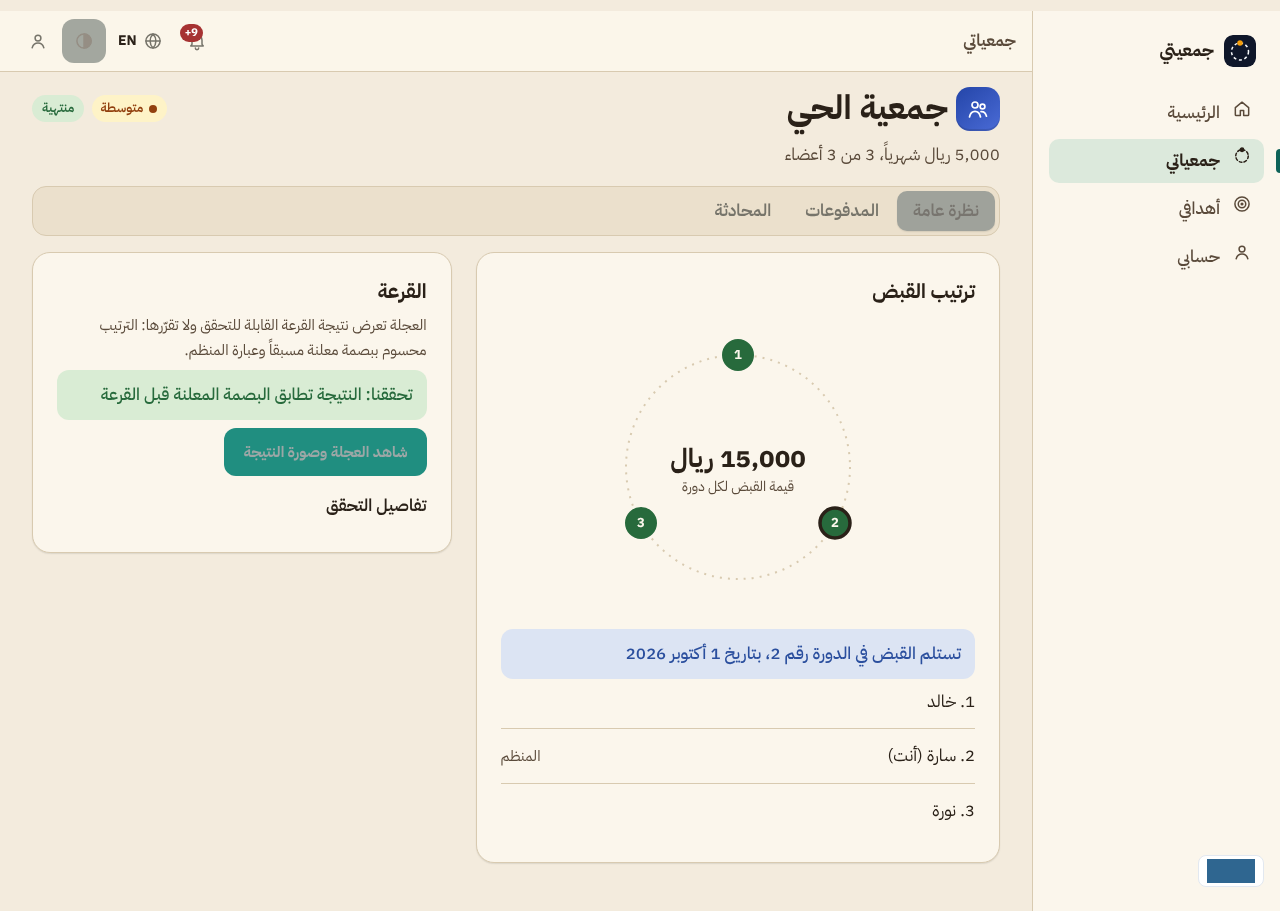 جمعيتي
الرئيسية
جمعياتي
أهدافي
حسابي
جمعياتي
9+
EN
جمعية الحي
متوسطة
منتهية
5,000 ريال شهرياً، 3 من 3 أعضاء
نظرة عامة
المدفوعات
المحادثة
ترتيب القبض
1
15,000 ريال
قيمة القبض لكل دورة
2
3
تستلم القبض في الدورة رقم 2، بتاريخ 1 أكتوبر 2026
1. خالد
2. سارة (أنت)
المنظم
3. نورة
القرعة
العجلة تعرض نتيجة القرعة القابلة للتحقق ولا تقرّرها: الترتيب
محسوم ببصمة معلنة مسبقاً وعبارة المنظم.
تحققنا: النتيجة تطابق البصمة المعلنة قبل القرعة
شاهد العجلة وصورة النتيجة
تفاصيل التحقق